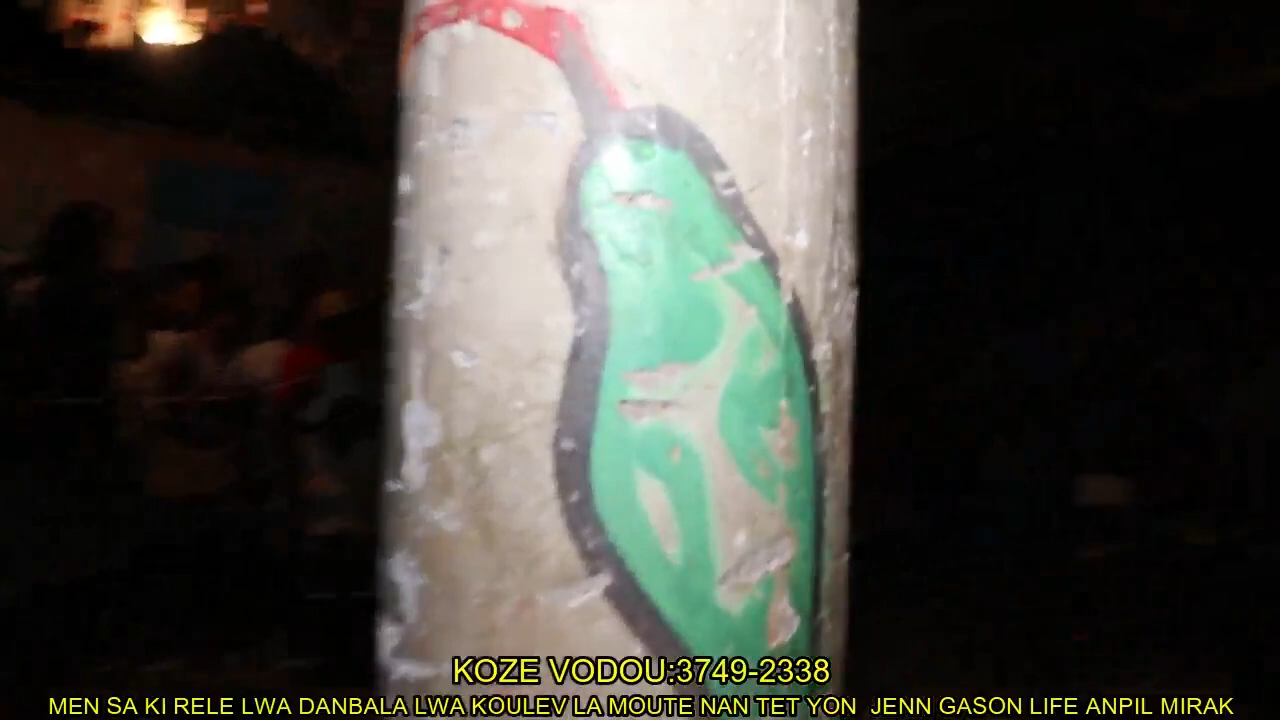 KOZE VODOU:3749-2338
MEN SA KI RELE LWA DANBALA LWA KOULEV LA MOUTE NAN TET YON JENN GASON LIFE ANPIL MIRAK